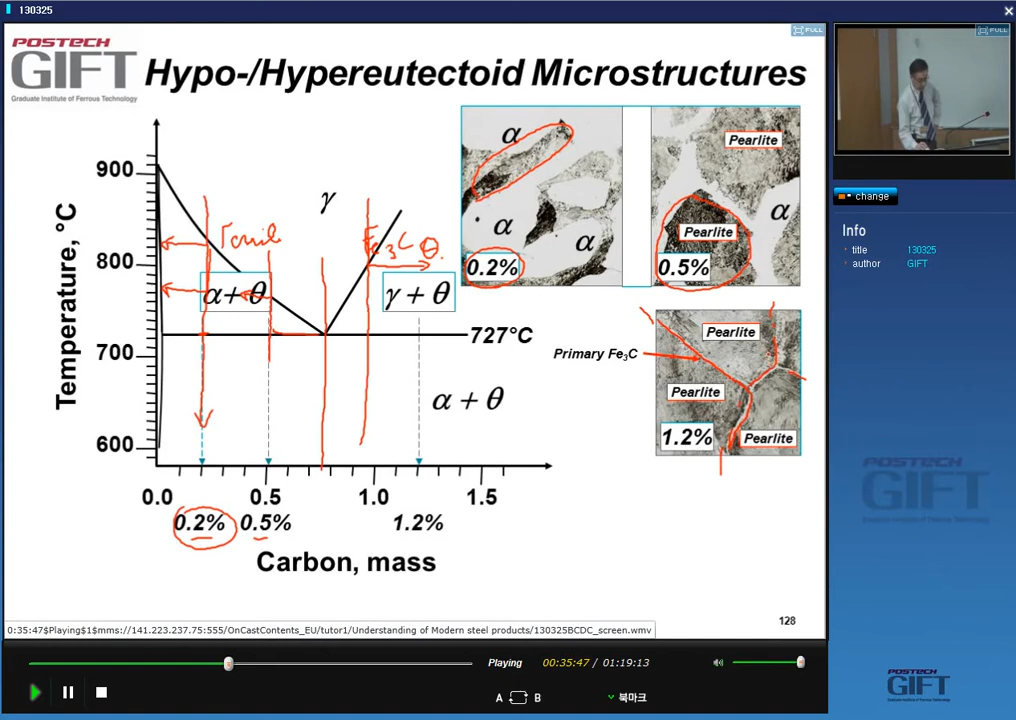 130325
POSTECH
GIFT
Graduate Institute of Ferrous Technology
Hypo-/Hypereutectoid Microstructures
FULL
FULL
change
Info
title 130325
author GIFT
Temperature, °C
900
800
700
600
γ
Fe₃C θ.
α + θ
γ + θ
727°C
α + θ
0.0 0.5 1.0 1.5
0.2% 0.5% 1.2%
Carbon, mass
α
α
α
0.2%
Pearlite
Pearlite
α
0.5%
Primary Fe₃C
Pearlite
Pearlite
1.2%
Pearlite
POSTECH
GIFT
128
0:35:47$Playing$1$mms://141.223.237.75:555/OnCastContents_EU/tutor1/Understanding of Modern steel products/130325BCDC_screen.wmv
Playing 00:35:47 / 01:19:13
A B 북마크
POSTECH
GIFT